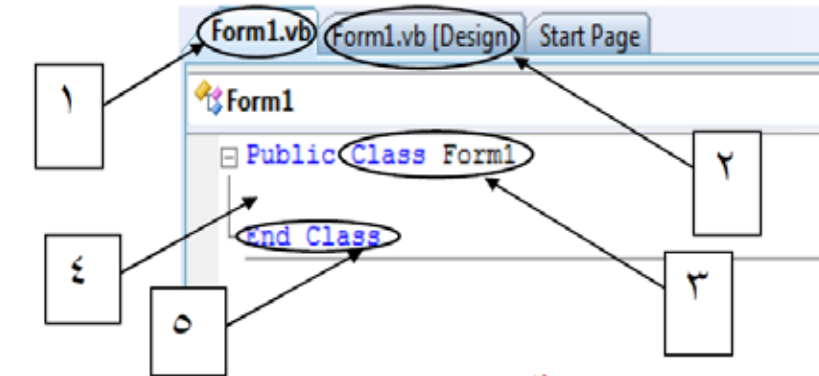 Form1.vb Form1.vb [Design] Start Page
١
Form1
Public Class Form1
٢
End Class
٤
٣
٥